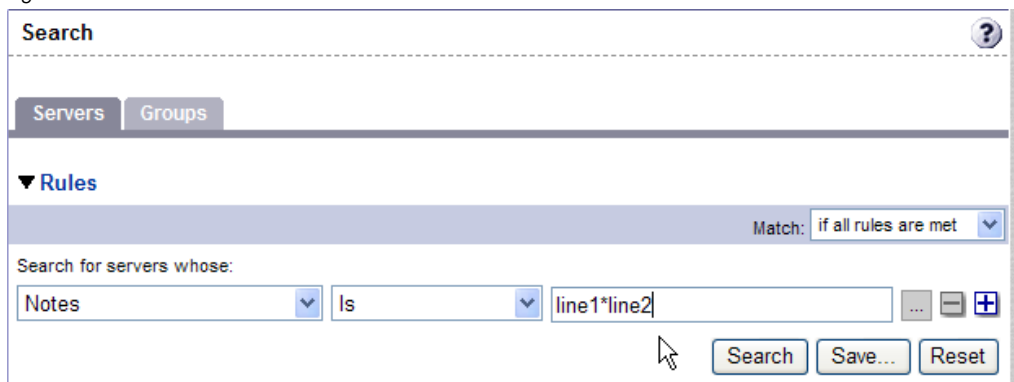 Search ?
Servers Groups
Rules
Match: if all rules are met
Search for servers whose:
Notes Is line1*line2 ...
Search Save... Reset